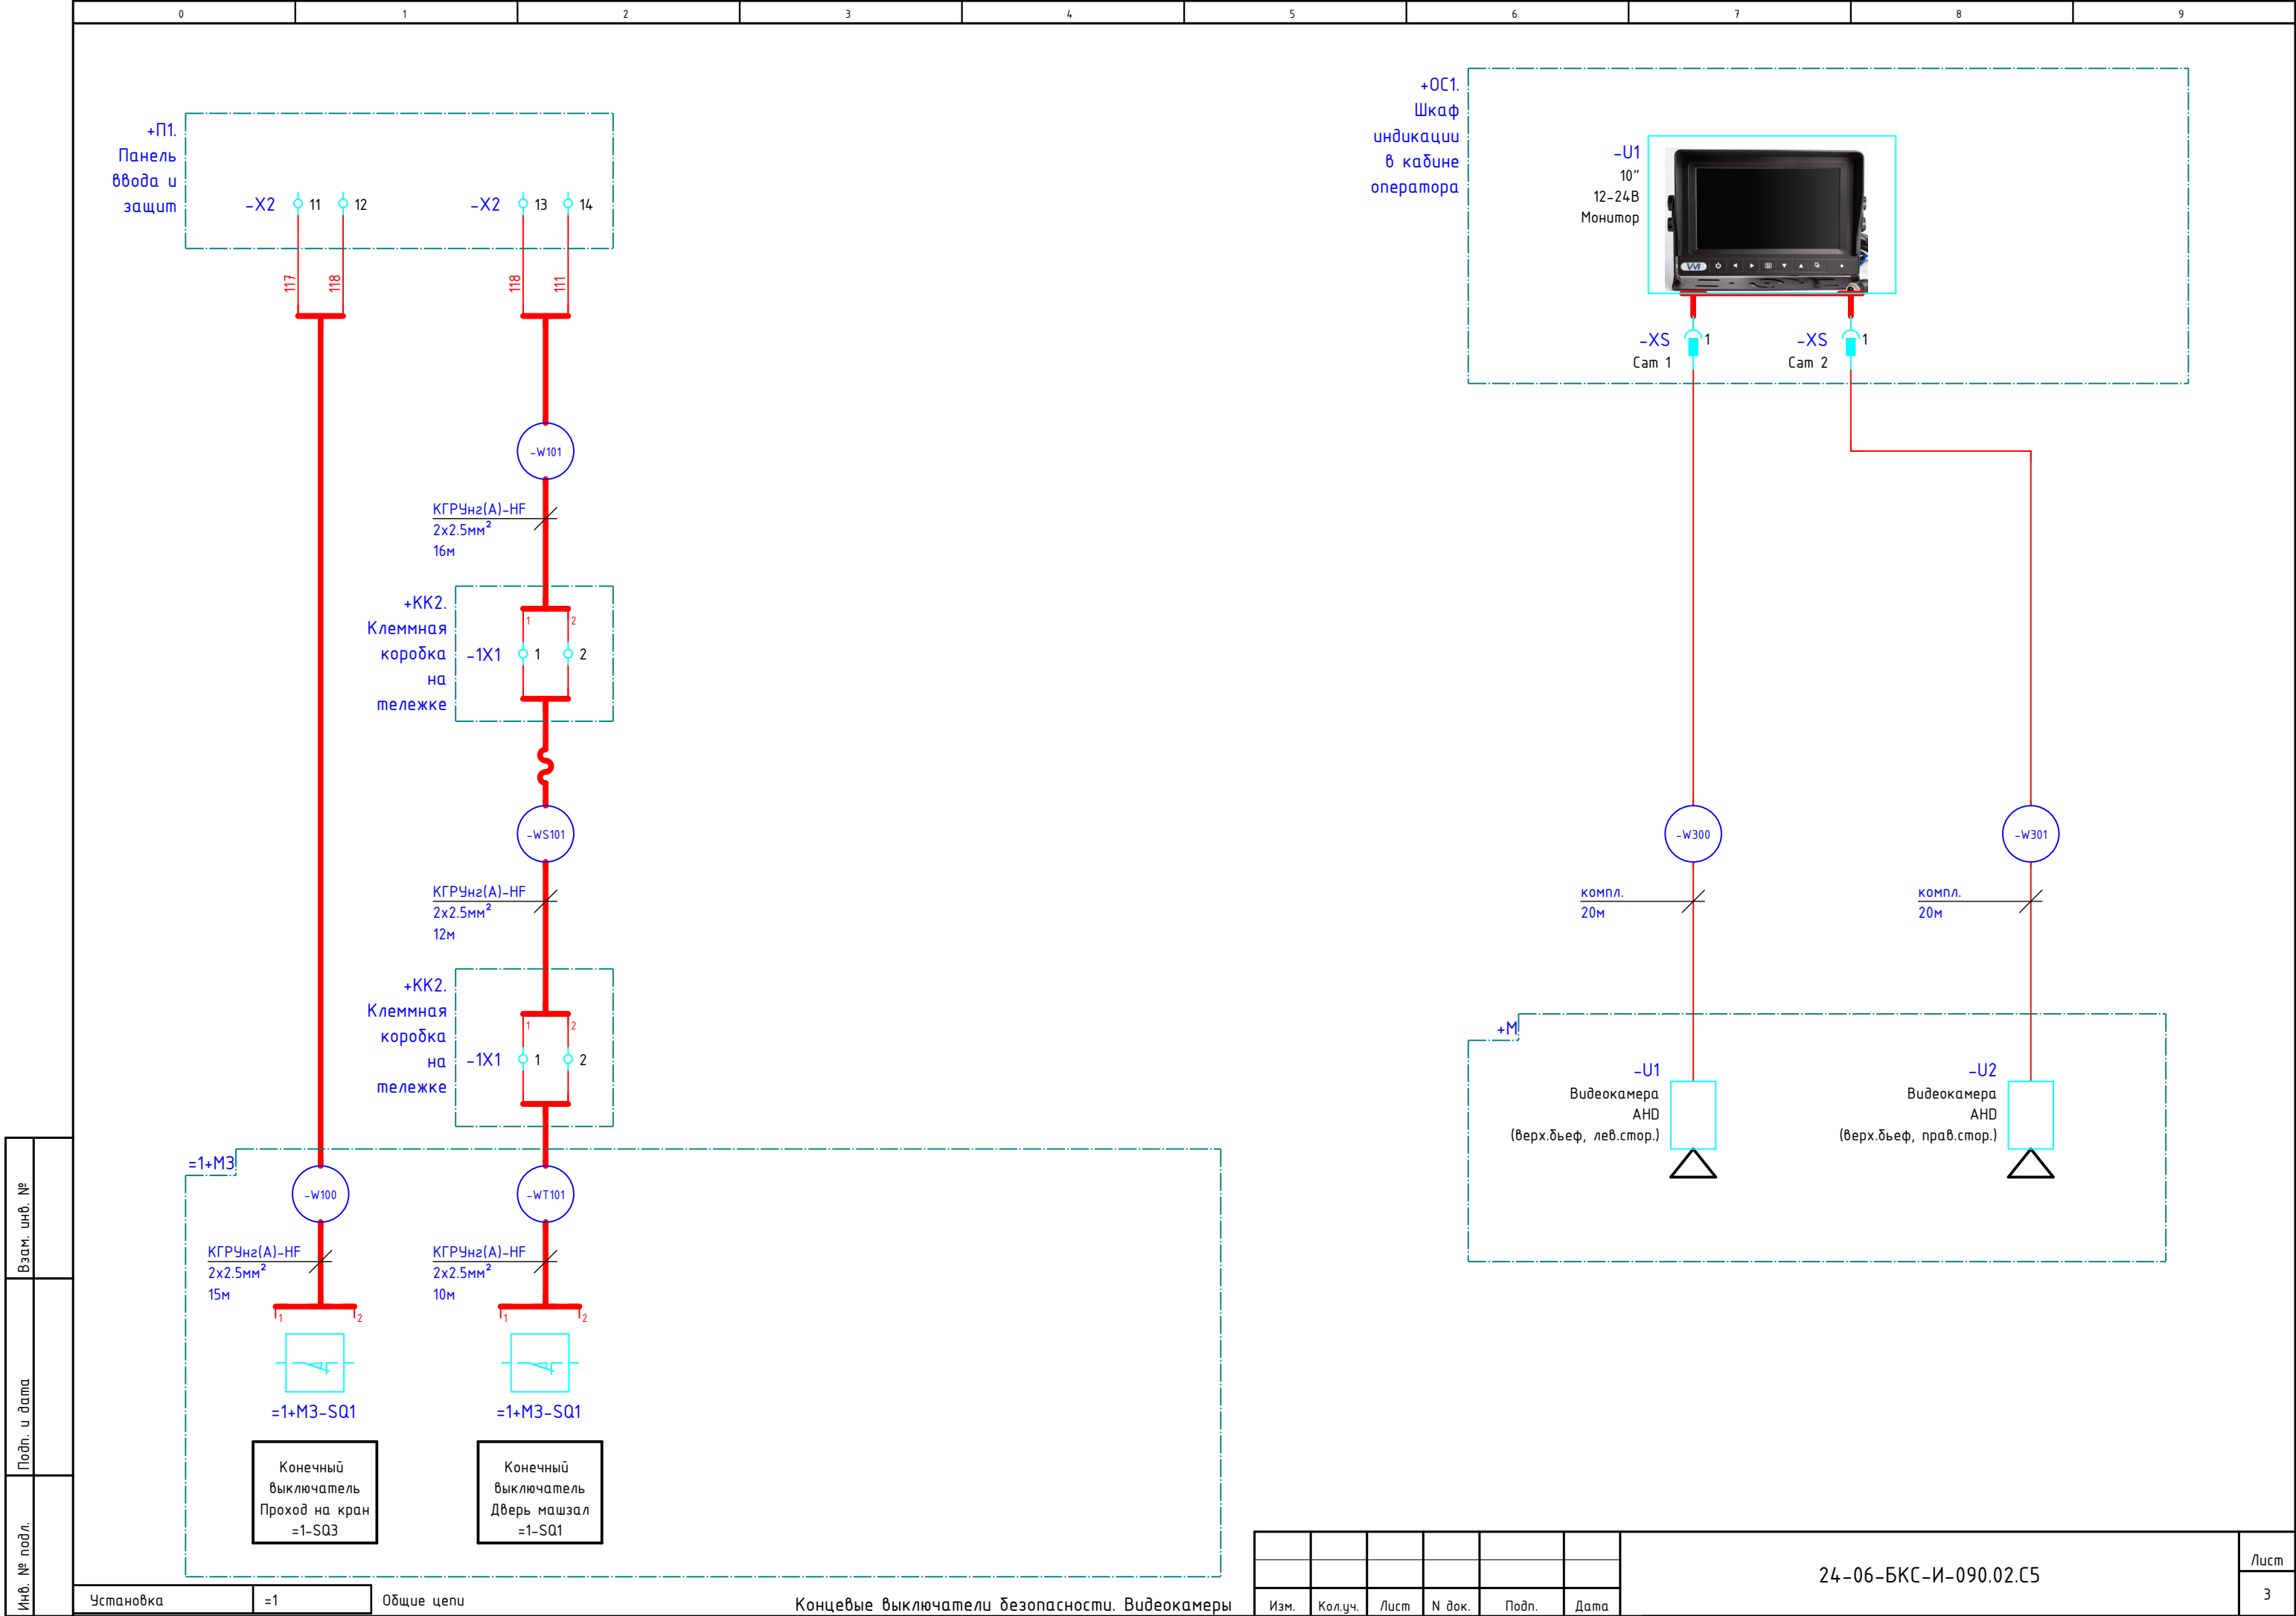 0 1 2 3 4 5 6 7 8 9
+П1.
Панель
ввода и
защит
-X2 11 12
-X2 13 14
117 118
118 111
-W101
КГРУнг(А)-HF
2x2.5мм²
16м
+КК2.
Клеммная
коробка
на
тележке
1 2
-1X1 1 2
-WS101
КГРУнг(А)-HF
2x2.5мм²
12м
+КК2.
Клеммная
коробка
на
тележке
1 2
-1X1 1 2
=1+М3
-W100
-WT101
КГРУнг(А)-HF
2x2.5мм²
15м
КГРУнг(А)-HF
2x2.5мм²
10м
1 2
1 2
=1+М3-SQ1
=1+М3-SQ1
Конечный
выключатель
Проход на кран
=1-SQ3
Конечный
выключатель
Дверь машзал
=1-SQ1
+ОС1.
Шкаф
индикации
в кабине
оператора
-U1
10"
12-24В
Монитор
VM
-XS 1
Cam 1
-XS 1
Cam 2
-W300
-W301
компл.
20м
компл.
20м
+М
-U1
Видеокамера
AHD
(верх.бьеф, лев.стор.)
-U2
Видеокамера
AHD
(верх.бьеф, прав.стор.)
Взам. инв. №
Подп. и дата
Инв. № подл.
Установка =1 Общие цепи
Концевые выключатели безопасности. Видеокамеры
Изм. Кол.уч. Лист N док. Подп. Дата
24-06-БКС-И-090.02.С5
Лист
3